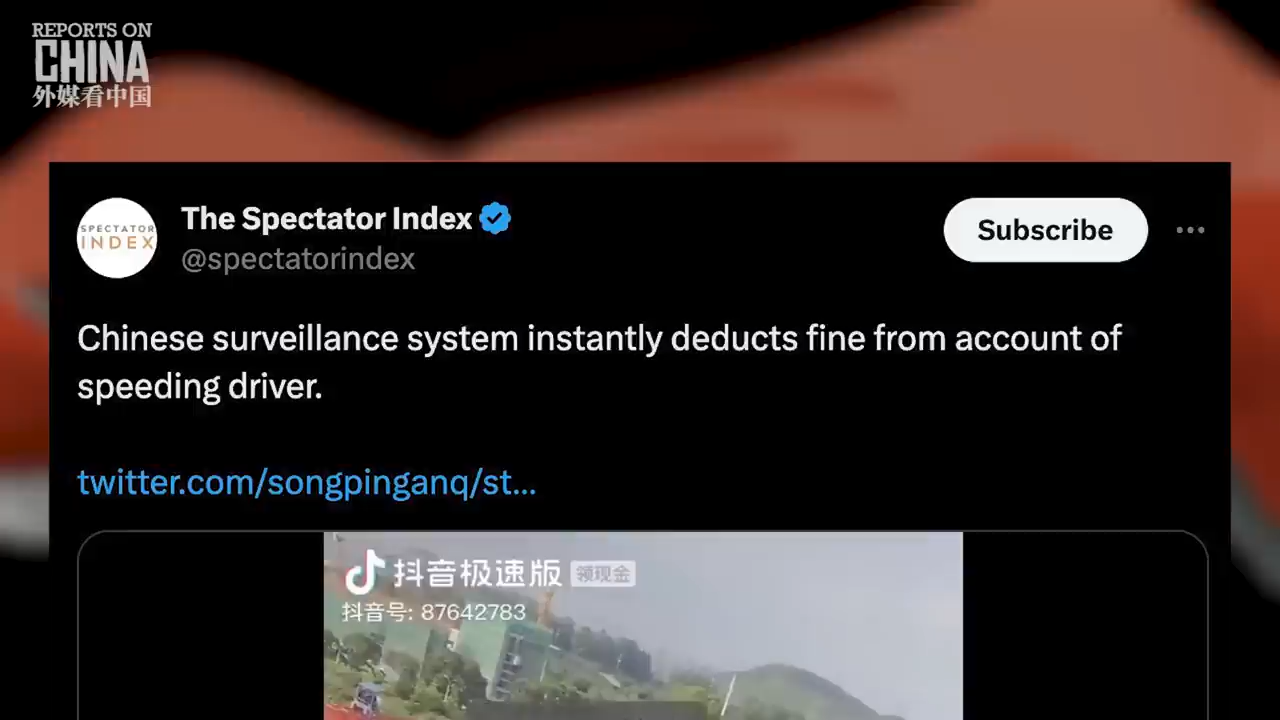 REPORTS ON
CHINA
外媒看中国
SPECTATOR
INDEX
The Spectator Index
@spectatorindex
Subscribe
Chinese surveillance system instantly deducts fine from account of
speeding driver.
twitter.com/songpinganq/st...
抖音极速版 领现金
抖音号: 87642783